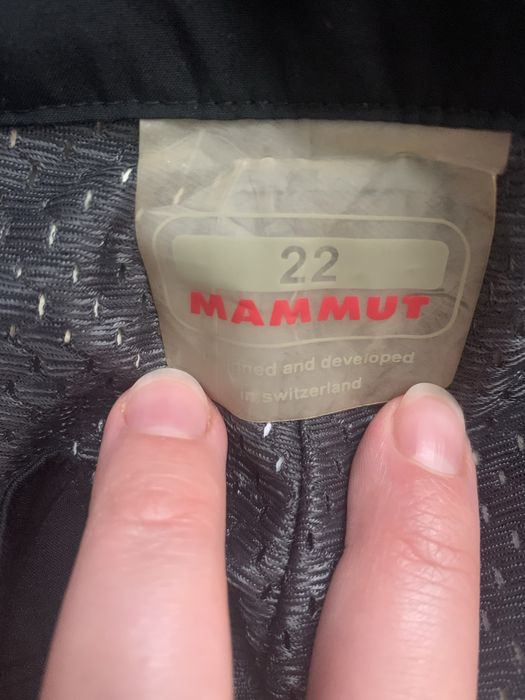 22
MAMMUT
and developed
in switzerland